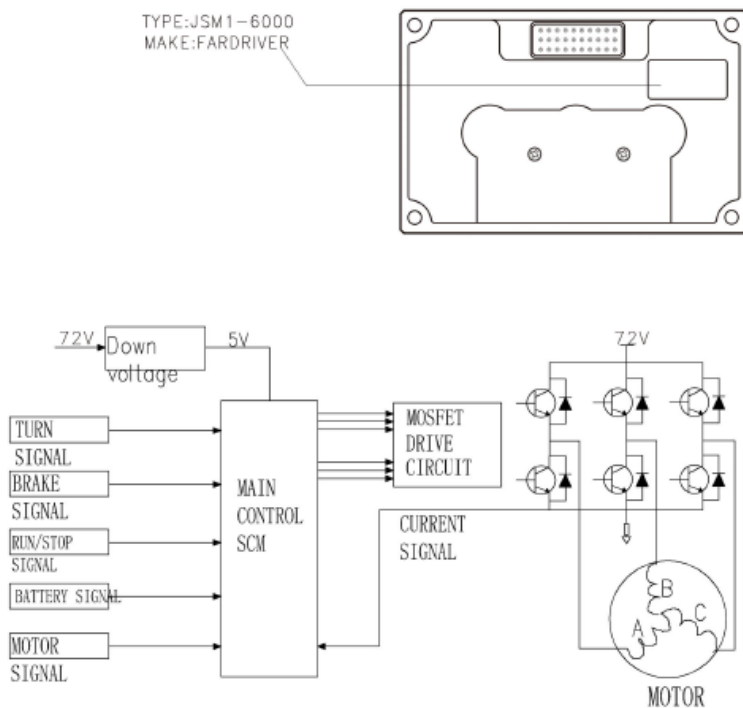 TYPE:JSM1-6000
MAKE:FARDRIVER
72V
Down
voltage
5V
72V
TURN
SIGNAL
BRAKE
SIGNAL
RUN/STOP
SIGNAL
BATTERY SIGNAL
MOTOR
SIGNAL
MAIN
CONTROL
SCM
MOSFET
DRIVE
CIRCUIT
CURRENT
SIGNAL
B
A
C
MOTOR